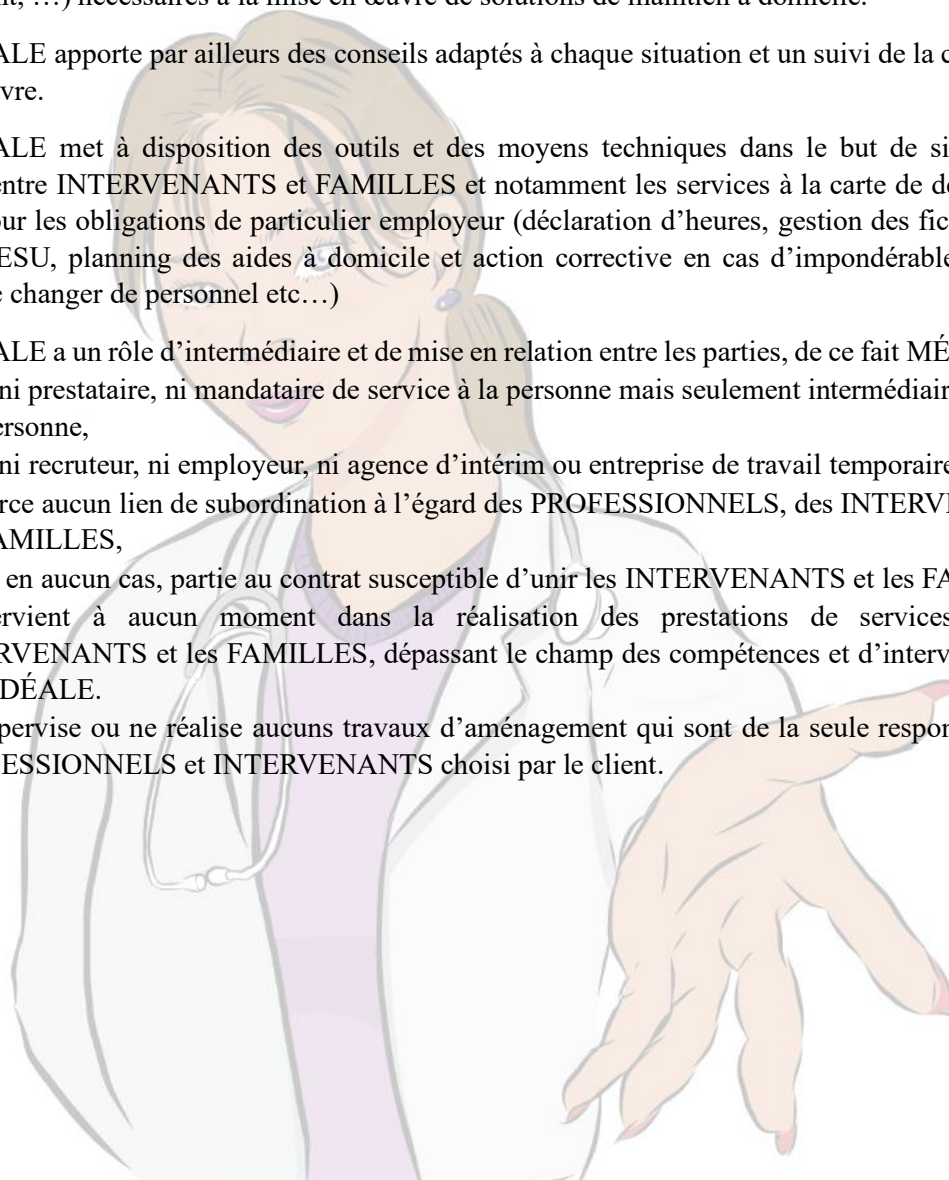 nt, …) nécessaires à la mise en œuvre de solutions de maintien à domicile.
ALE apporte par ailleurs des conseils adaptés à chaque situation et un suivi de la c
vre.
ALE met à disposition des outils et des moyens techniques dans le but de si
entre INTERVENANTS et FAMILLES et notamment les services à la carte de d
ur les obligations de particulier employeur (déclaration d’heures, gestion des fic
ESU, planning des aides à domicile et action corrective en cas d’impondérable
e changer de personnel etc…)
ALE a un rôle d’intermédiaire et de mise en relation entre les parties, de ce fait MÉ
ni prestataire, ni mandataire de service à la personne mais seulement intermédiair
ersonne,
ni recruteur, ni employeur, ni agence d’intérim ou entreprise de travail temporaire
rce aucun lien de subordination à l’égard des PROFESSIONNELS, des INTERV
AMILLES,
en aucun cas, partie au contrat susceptible d’unir les INTERVENANTS et les FA
ervient à aucun moment dans la réalisation des prestations de services
RVENANTS et les FAMILLES, dépassant le champ des compétences et d’interv
DÉALE.
pervise ou ne réalise aucuns travaux d’aménagement qui sont de la seule respon
ESSIONNELS et INTERVENANTS choisi par le client.